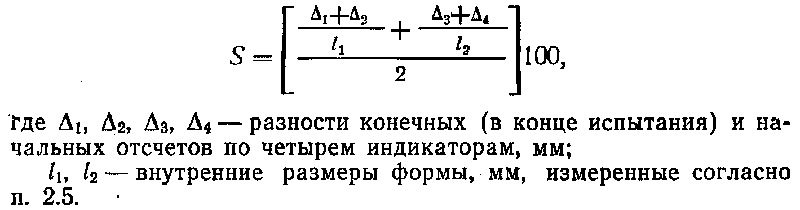 S = [ ( (Δ₁+Δ₂)/l₁ + (Δ₃+Δ₄)/l₂ ) / 2 ] 100,
где Δ₁, Δ₂, Δ₃, Δ₄ — разности конечных (в конце испытания) и на-
чальных отсчетов по четырем индикаторам, мм;
l₁, l₂ — внутренние размеры формы, мм, измеренные согласно
п. 2.5.